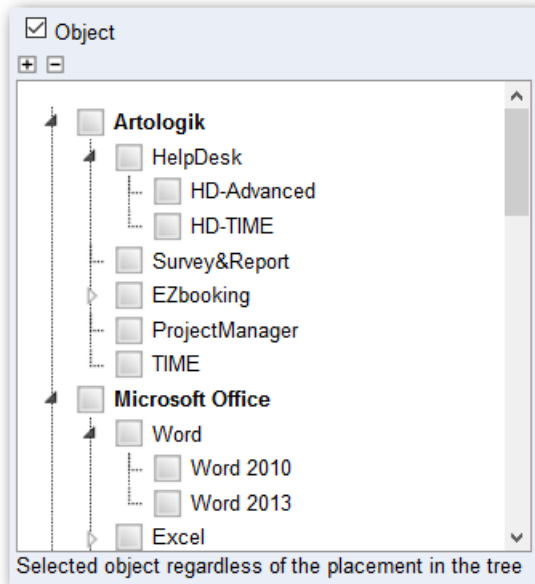 Object
Artologik
HelpDesk
HD-Advanced
HD-TIME
Survey&Report
EZbooking
ProjectManager
TIME
Microsoft Office
Word
Word 2010
Word 2013
Excel
Selected object regardless of the placement in the tree